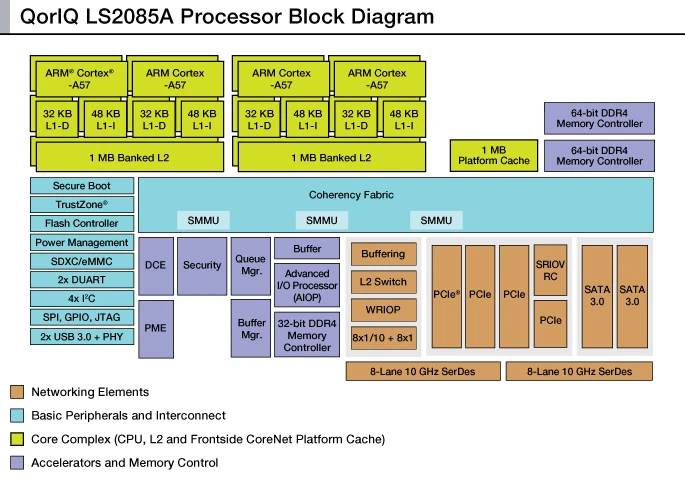 QorIQ LS2085A Processor Block Diagram
ARM® Cortex®
-A57
ARM Cortex
-A57
ARM Cortex
-A57
ARM Cortex
-A57
32 KB
L1-D
48 KB
L1-I
32 KB
L1-D
48 KB
L1-I
32 KB
L1-D
48 KB
L1-I
32 KB
L1-D
48 KB
L1-I
1 MB Banked L2
1 MB Banked L2
1 MB
Platform Cache
64-bit DDR4
Memory Controller
64-bit DDR4
Memory Controller
Secure Boot
TrustZone®
Flash Controller
Power Management
SDXC/eMMC
2x DUART
4x I²C
SPI, GPIO, JTAG
2x USB 3.0 + PHY
Coherency Fabric
SMMU
SMMU
SMMU
DCE
PME
Security
Queue
Mgr.
Buffer
Mgr.
Buffer
Advanced
I/O Processor
(AIOP)
32-bit DDR4
Memory
Controller
Buffering
L2 Switch
WRIOP
8x1/10 + 8x1
PCIe®
PCIe
PCIe
SRIOV
RC
PCIe
SATA
3.0
SATA
3.0
8-Lane 10 GHz SerDes
8-Lane 10 GHz SerDes
Networking Elements
Basic Peripherals and Interconnect
Core Complex (CPU, L2 and Frontside CoreNet Platform Cache)
Accelerators and Memory Control